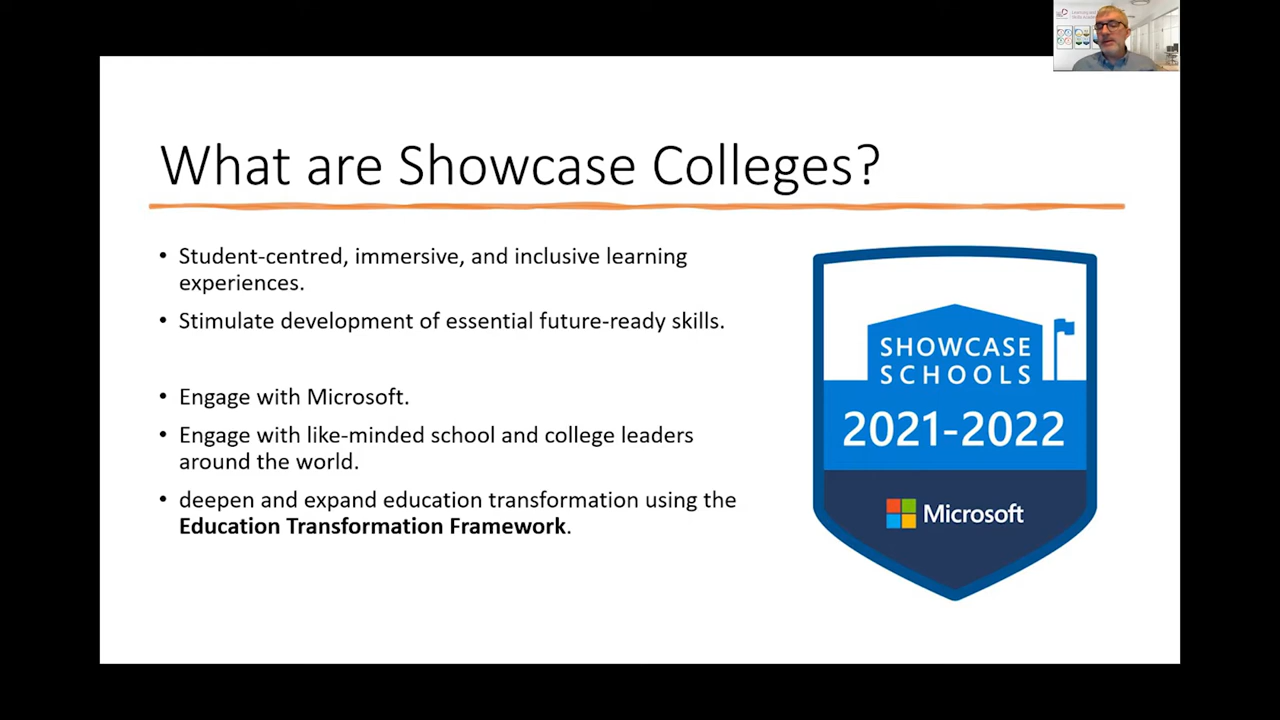 What are Showcase Colleges?
• Student-centred, immersive, and inclusive learning
experiences.
• Stimulate development of essential future-ready skills.
• Engage with Microsoft.
• Engage with like-minded school and college leaders
around the world.
• deepen and expand education transformation using the
Education Transformation Framework.
SHOWCASE
SCHOOLS
2021-2022
Microsoft